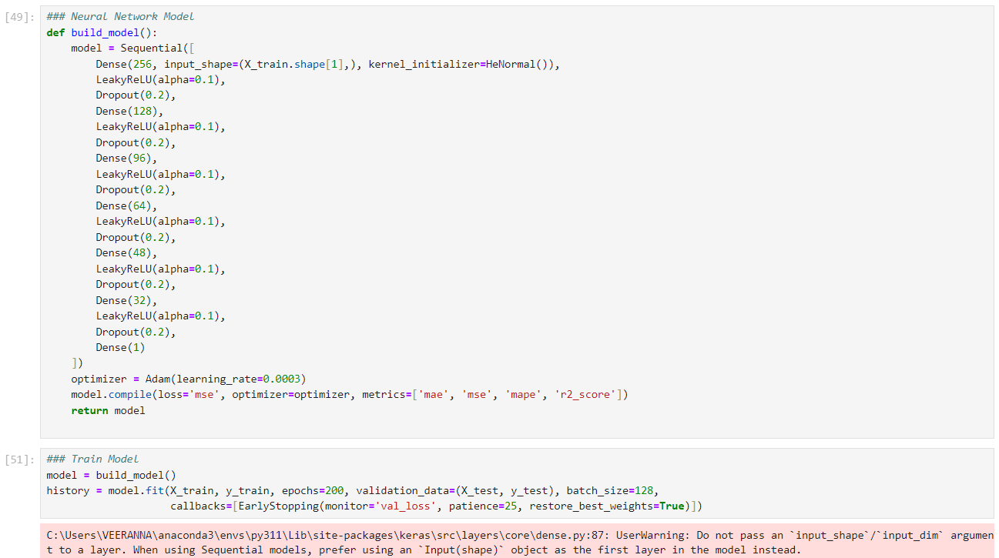 [49]:
### Neural Network Model
def build_model():
    model = Sequential([
        Dense(256, input_shape=(X_train.shape[1],), kernel_initializer=HeNormal()),
        LeakyReLU(alpha=0.1),
        Dropout(0.2),
        Dense(128),
        LeakyReLU(alpha=0.1),
        Dropout(0.2),
        Dense(96),
        LeakyReLU(alpha=0.1),
        Dropout(0.2),
        Dense(64),
        LeakyReLU(alpha=0.1),
        Dropout(0.2),
        Dense(48),
        LeakyReLU(alpha=0.1),
        Dropout(0.2),
        Dense(32),
        LeakyReLU(alpha=0.1),
        Dropout(0.2),
        Dense(1)
    ])
    optimizer = Adam(learning_rate=0.0003)
    model.compile(loss='mse', optimizer=optimizer, metrics=['mae', 'mse', 'mape', 'r2_score'])
    return model
[51]:
### Train Model
model = build_model()
history = model.fit(X_train, y_train, epochs=200, validation_data=(X_test, y_test), batch_size=128,
                    callbacks=[EarlyStopping(monitor='val_loss', patience=25, restore_best_weights=True)])
C:\Users\VEERANNA\anaconda3\envs\py311\Lib\site-packages\keras\src\layers\core\dense.py:87: UserWarning: Do not pass an `input_shape`/`input_dim` argumen
t to a layer. When using Sequential models, prefer using an `Input(shape)` object as the first layer in the model instead.